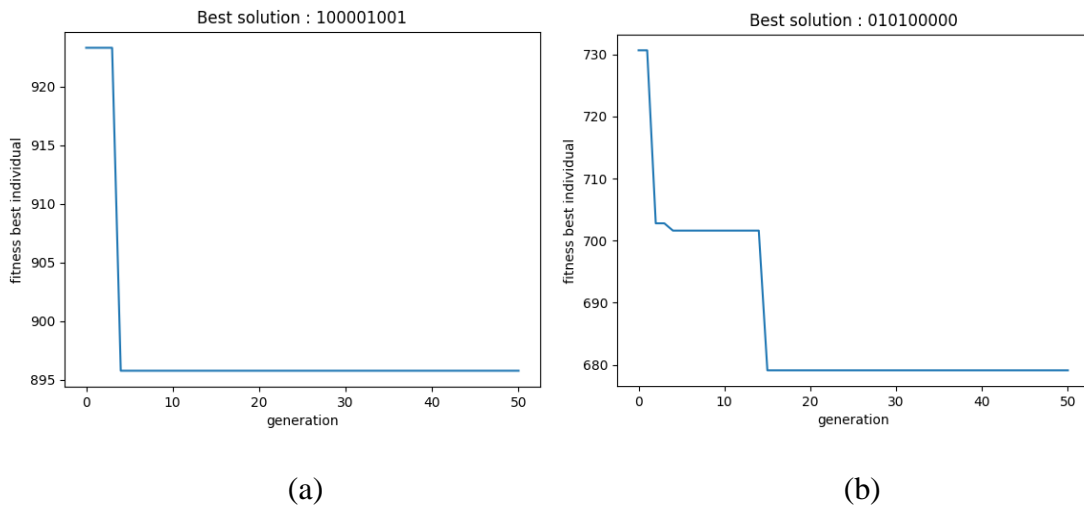 Best solution : 100001001
920
915
910
905
900
895
0 10 20 30 40 50
generation
fitness best individual
(a)
Best solution : 010100000
730
720
710
700
690
680
0 10 20 30 40 50
generation
fitness best individual
(b)